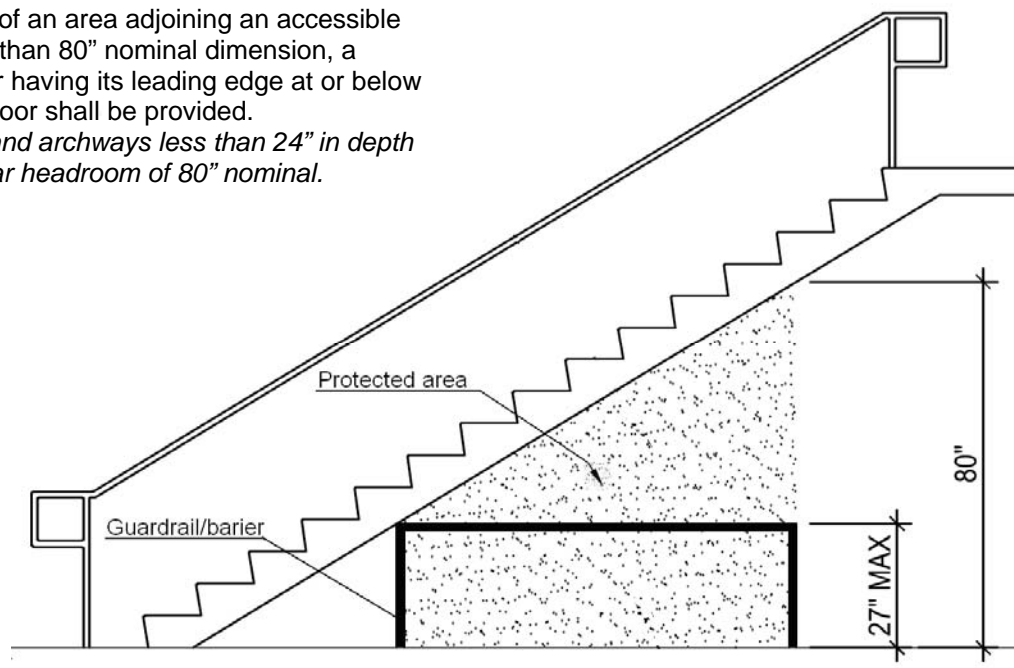 of an area adjoining an accessible
than 80” nominal dimension, a
r having its leading edge at or below
oor shall be provided.
and archways less than 24” in depth
ar headroom of 80” nominal.
Protected area
80"
Guardrail/barier
27" MAX